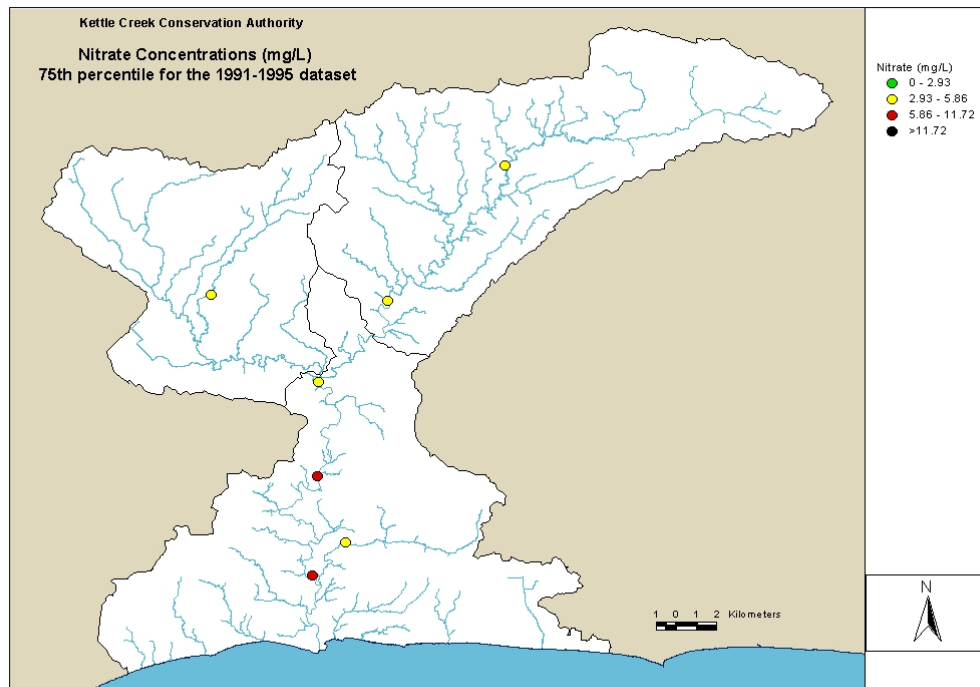 Kettle Creek Conservation Authority
Nitrate Concentrations (mg/L)
75th percentile for the 1991-1995 dataset
Nitrate (mg/L)
0 - 2.93
2.93 - 5.86
5.86 - 11.72
>11.72
1 0 1 2 Kilometers
N